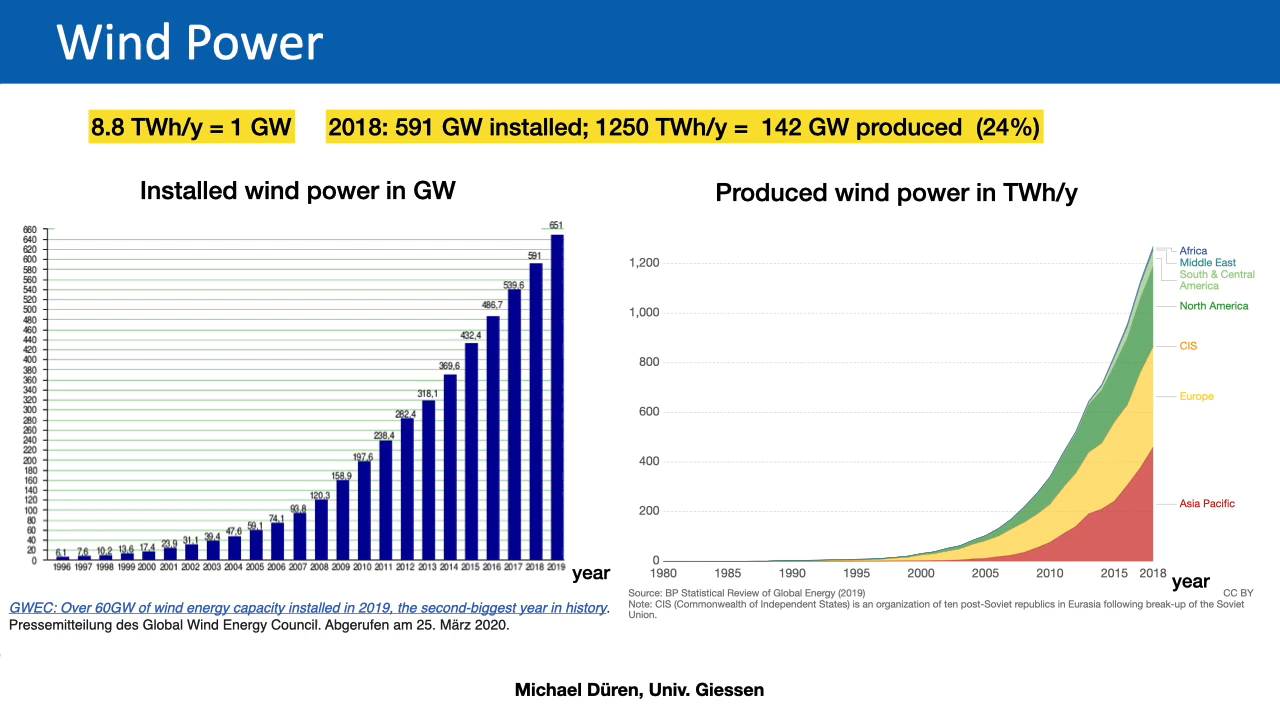 Wind Power
8.8 TWh/y = 1 GW
2018: 591 GW installed; 1250 TWh/y = 142 GW produced (24%)
Installed wind power in GW
660
640
620
600
580
560
540
520
500
480
460
440
420
400
380
360
340
320
300
280
260
240
220
200
180
160
140
120
100
80
60
40
20
0
6,1
7,6
10,2
13,6
17,4
23,9
31,1
39,4
47,6
59,1
74,1
93,8
120,3
158,9
197,6
238,4
282,4
318,1
369,6
432,4
486,7
539,6
591
651
1996 1997 1998 1999 2000 2001 2002 2003 2004 2005 2006 2007 2008 2009 2010 2011 2012 2013 2014 2015 2016 2017 2018 2019
year
GWEC: Over 60GW of wind energy capacity installed in 2019, the second-biggest year in history.
Pressemitteilung des Global Wind Energy Council. Abgerufen am 25. März 2020.
Produced wind power in TWh/y
1,200
1,000
800
600
400
200
0
1980 1985 1990 1995 2000 2005 2010 2015 2018
year
Africa
Middle East
South & Central
America
North America
CIS
Europe
Asia Pacific
Source: BP Statistical Review of Global Energy (2019)
CC BY
Note: CIS (Commonwealth of Independent States) is an organization of ten post-Soviet republics in Eurasia following break-up of the Soviet
Union.
Michael Düren, Univ. Giessen